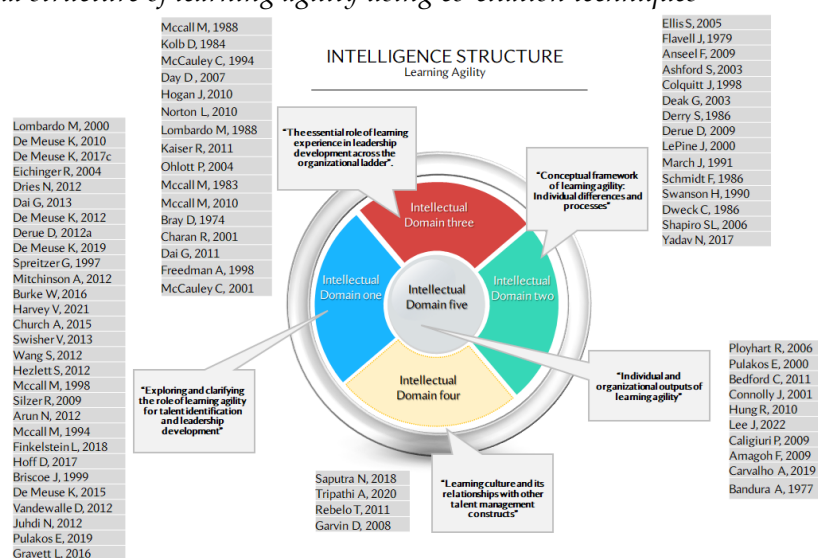 al structure of learning agility using co-citation techniques
INTELLIGENCE STRUCTURE
Learning Agility
Mccall M, 1988
Kolb D, 1984
McCauley C, 1994
Day D , 2007
Hogan J, 2010
Norton L, 2010
Lombardo M, 1988
Kaiser R, 2011
Ohlott P, 2004
Mccall M, 1983
Mccall M, 2010
Bray D, 1974
Charan R, 2001
Dai G, 2011
Freedman A, 1998
McCauley C, 2001
Ellis S, 2005
Flavell J, 1979
Anseel F, 2009
Ashford S, 2003
Colquitt J, 1998
Deak G, 2003
Derry S, 1986
Derue D, 2009
LePine J, 2000
March J, 1991
Schmidt F, 1986
Swanson H, 1990
Dweck C, 1986
Shapiro SL, 2006
Yadav N, 2017
Lombardo M, 2000
De Meuse K, 2010
De Meuse K, 2017c
Eichinger R, 2004
Dries N, 2012
Dai G, 2013
De Meuse K, 2012
Derue D, 2012a
De Meuse K, 2019
Spreitzer G, 1997
Mitchinson A, 2012
Burke W, 2016
Harvey V, 2021
Church A, 2015
Swisher V, 2013
Wang S, 2012
Hezlett S, 2012
Mccall M, 1998
Silzer R, 2009
Arun N, 2012
Mccall M, 1994
Finkelstein L, 2018
Hoff D, 2017
Briscoe J, 1999
De Meuse K, 2015
Vandewalle D, 2012
Juhdi N, 2012
Pulakos E, 2019
Gravett L, 2016
“The essential role of learning
experience in leadership
development across the
organizational ladder”.
“Conceptual framework
of learning agility:
Individual differences and
processes”
Intellectual
Domain three
Intellectual
Domain one
Intellectual
Domain two
Intellectual
Domain five
Intellectual
Domain four
“Exploring and clarifying
the role of learning agility
for talent identification
and leadership
development”
“Individual and
organizational outputs of
learning agility”
“Learning culture and its
relationships with other
talent management
constructs”
Ployhart R, 2006
Pulakos E, 2000
Bedford C, 2011
Connolly J, 2001
Hung R, 2010
Lee J, 2022
Caligiuri P, 2009
Amagoh F, 2009
Carvalho A, 2019
Bandura A, 1977
Saputra N, 2018
Tripathi A, 2020
Rebelo T, 2011
Garvin D, 2008